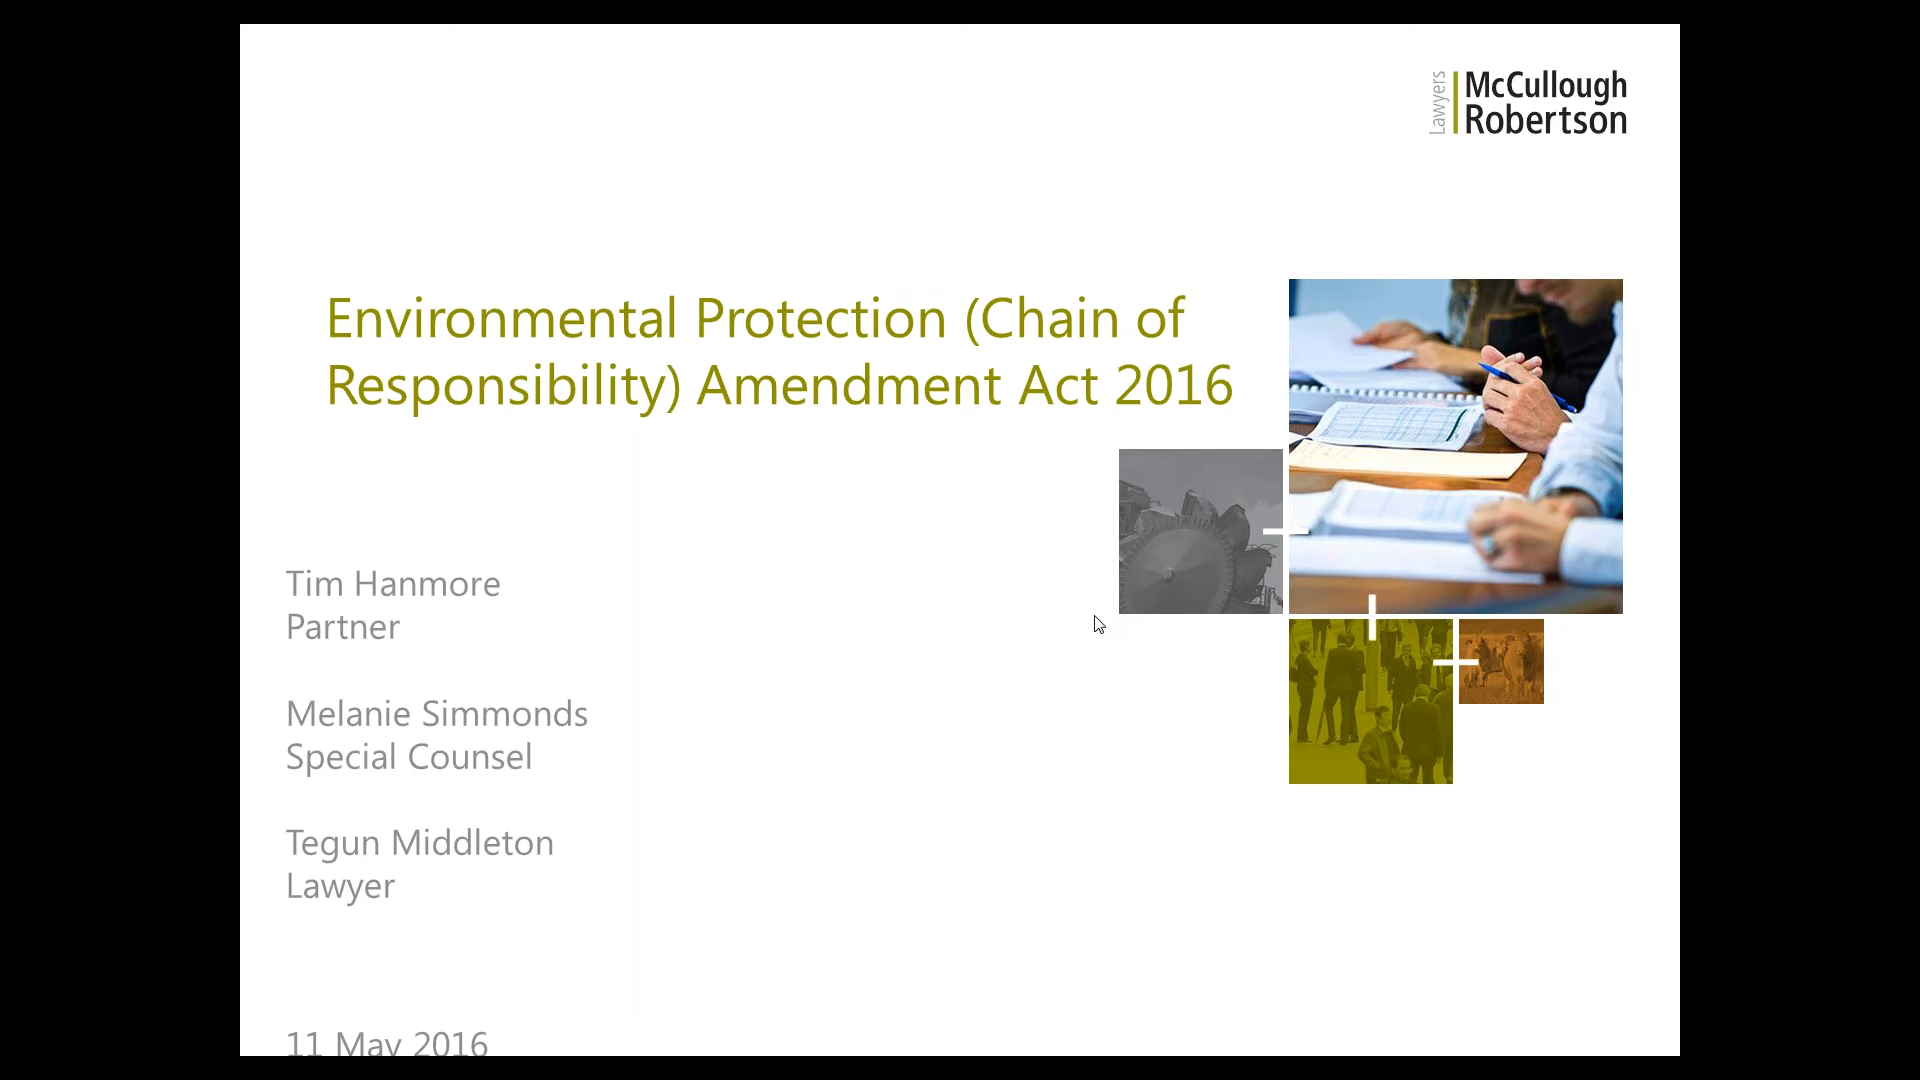 Lawyers
McCullough
Robertson
Environmental Protection (Chain of
Responsibility) Amendment Act 2016
Tim Hanmore
Partner
Melanie Simmonds
Special Counsel
Tegun Middleton
Lawyer
11 May 2016